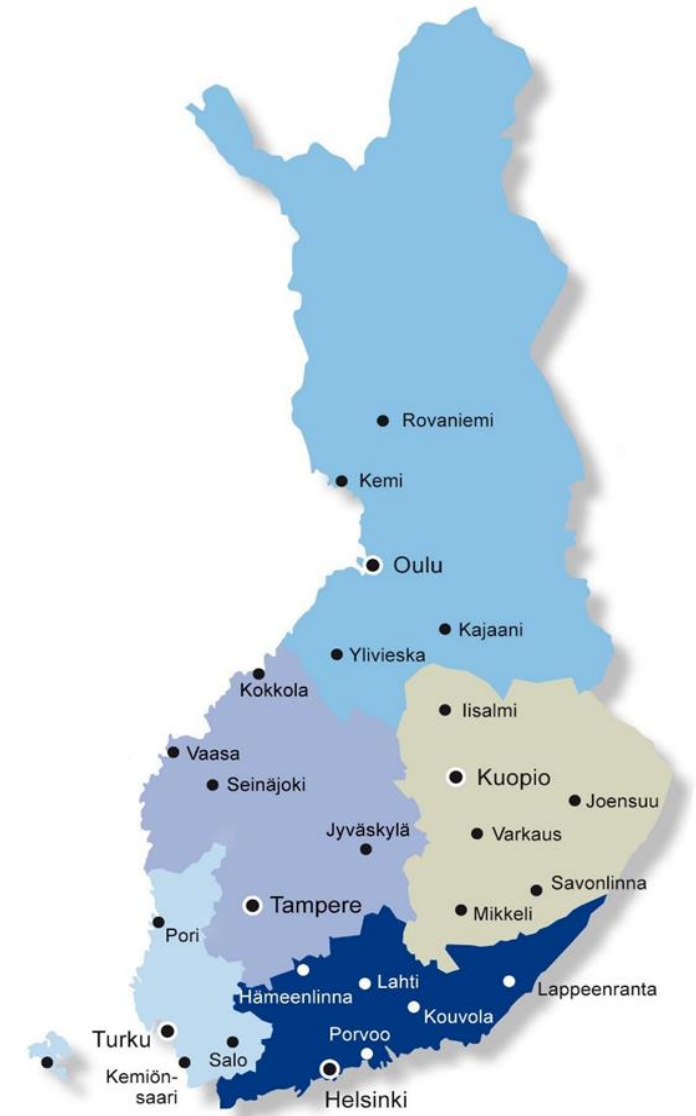 Rovaniemi
Kemi
Oulu
Kajaani
Ylivieska
Kokkola
Iisalmi
Vaasa
Kuopio
Seinäjoki
Joensuu
Jyväskylä
Varkaus
Savonlinna
Tampere
Mikkeli
Pori
Lahti
Lappeenranta
Hämeenlinna
Kouvola
Porvoo
Turku
Salo
Kemiön-
saari
Helsinki